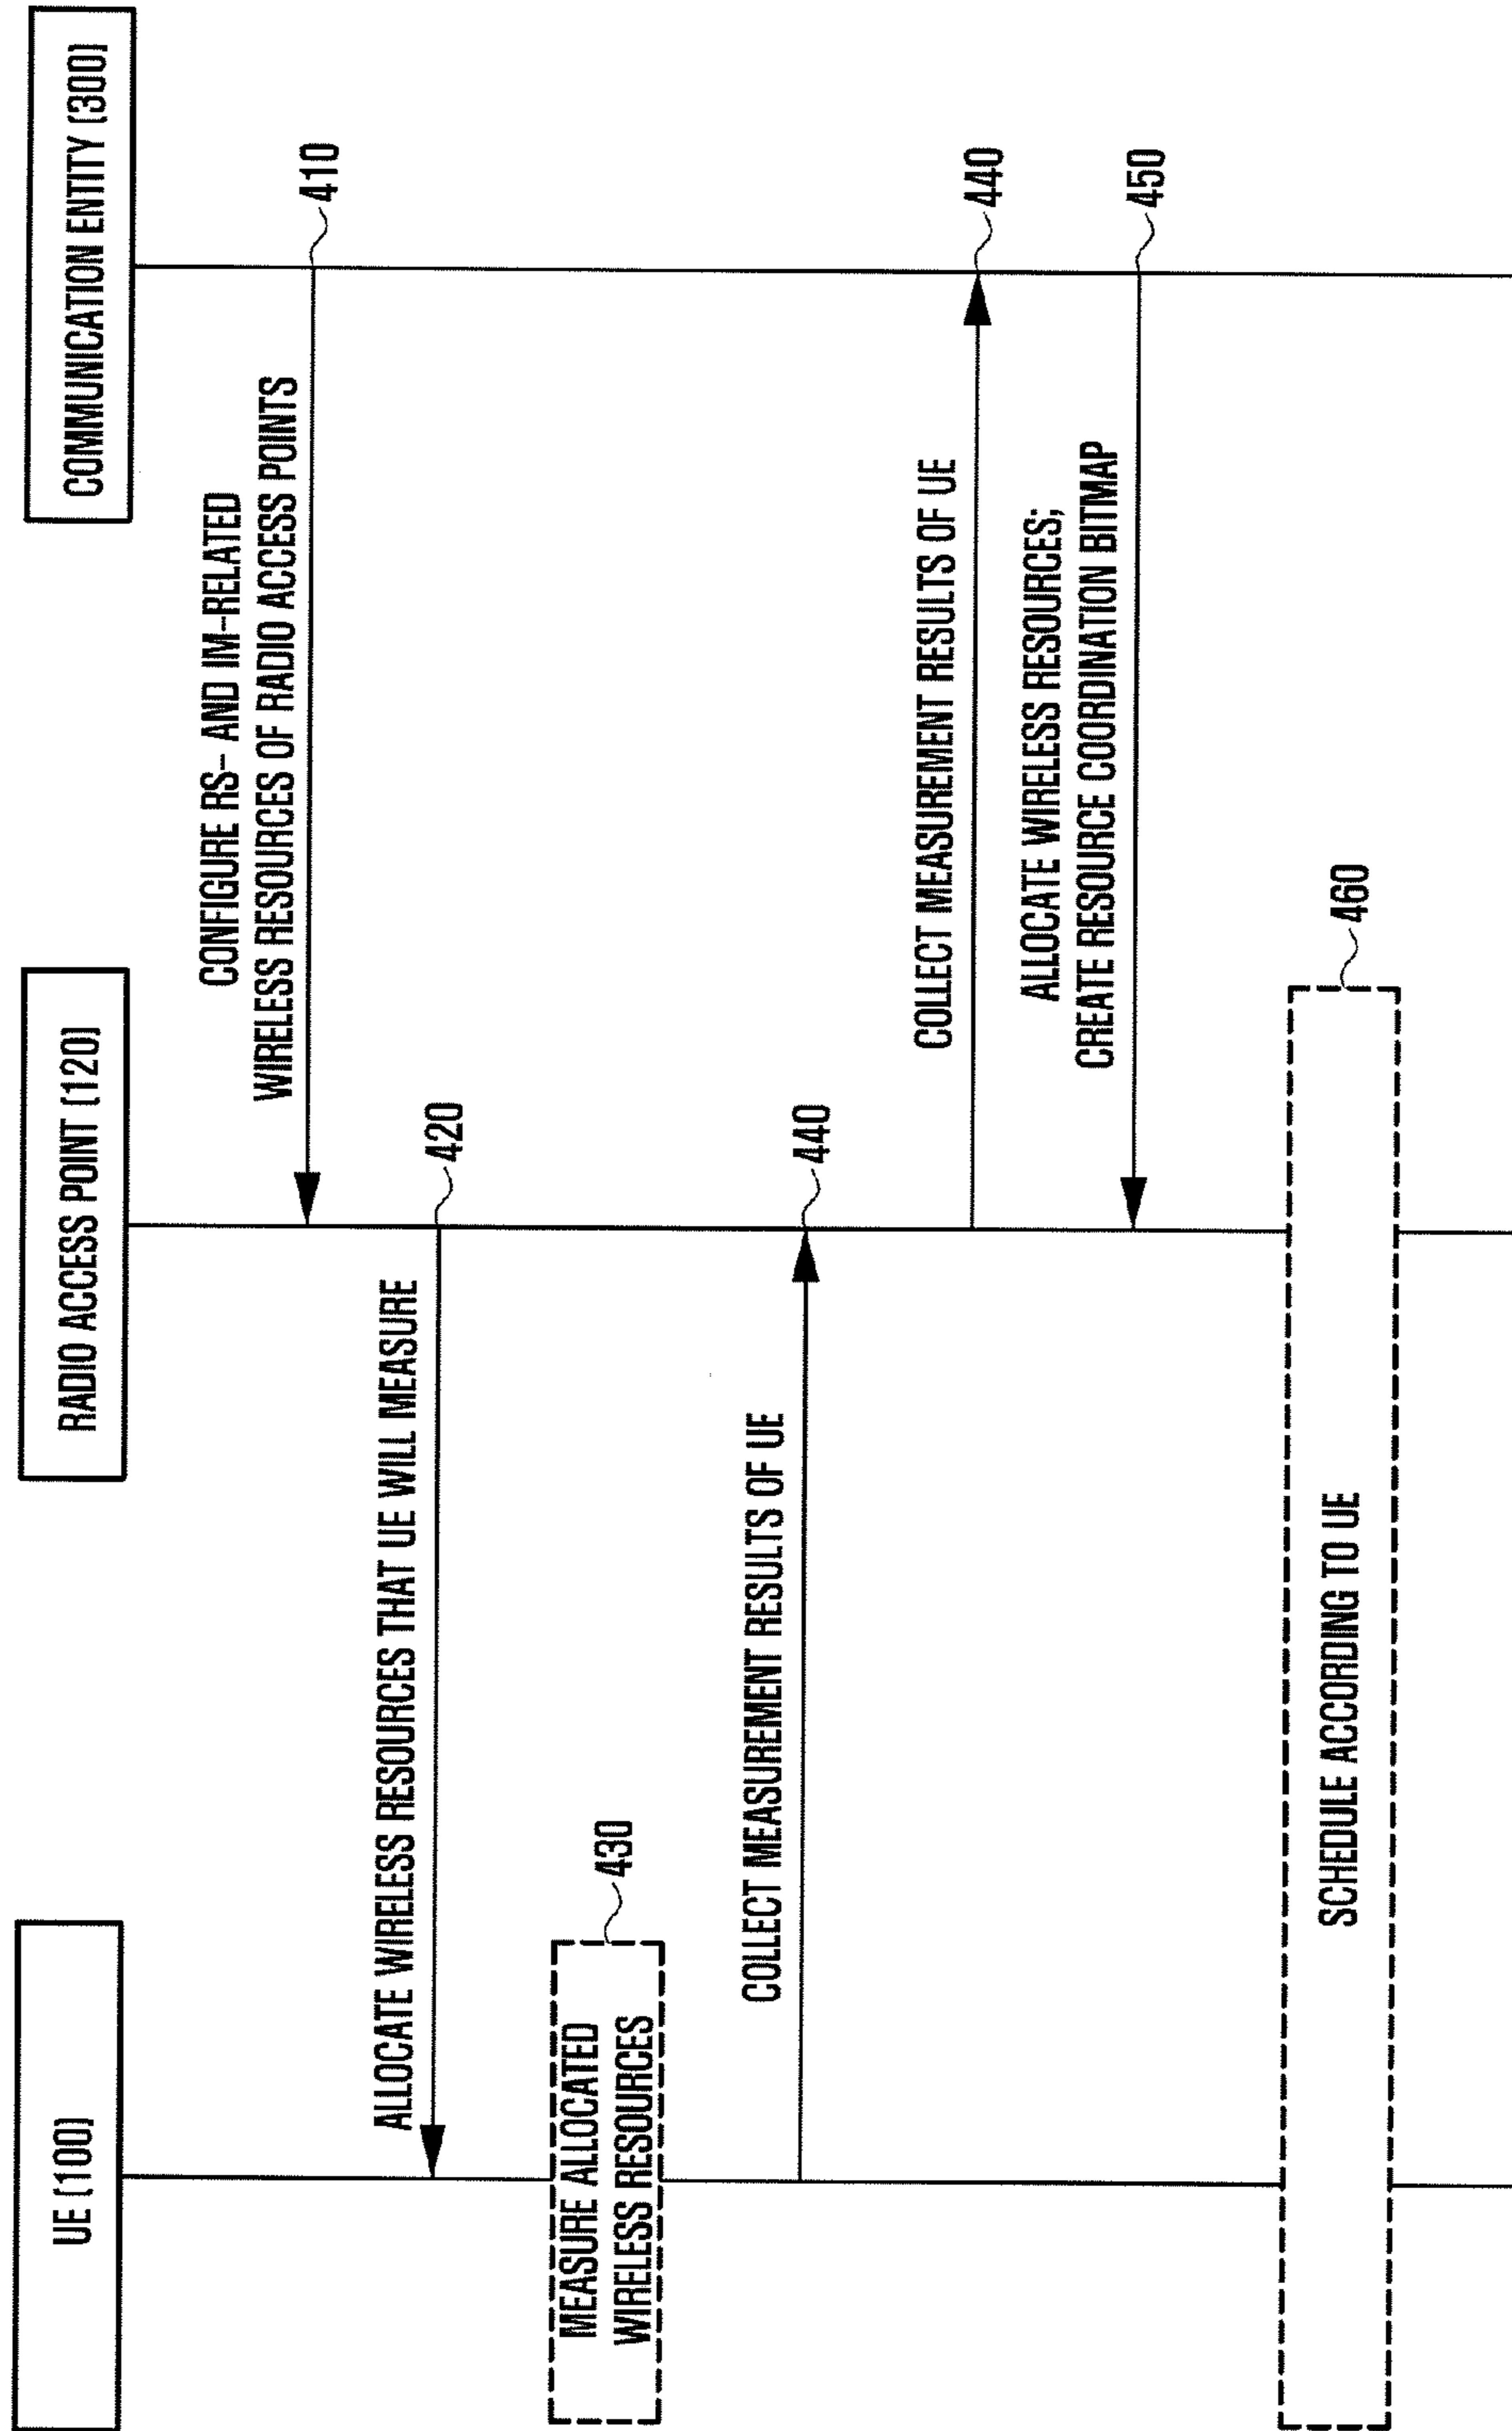 UE (100)
RADIO ACCESS POINT (120)
COMMUNICATION ENTITY (300)
CONFIGURE RS- AND IM-RELATED
WIRELESS RESOURCES OF RADIO ACCESS POINTS
410
ALLOCATE WIRELESS RESOURCES THAT UE WILL MEASURE
420
MEASURE ALLOCATED
WIRELESS RESOURCES
430
COLLECT MEASUREMENT RESULTS OF UE
440
COLLECT MEASUREMENT RESULTS OF UE
440
ALLOCATE WIRELESS RESOURCES;
CREATE RESOURCE COORDINATION BITMAP
450
SCHEDULE ACCORDING TO UE
460